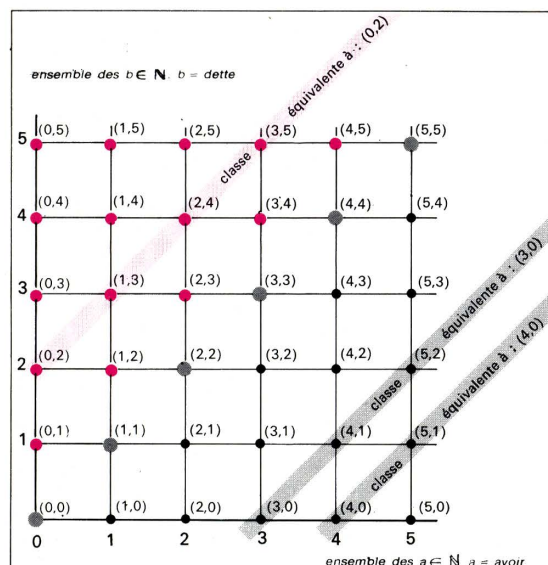 classe équivalente à : (0,2)
ensemble des b ∈ ℕ. b = dette
5 (0,5) (1,5) (2,5) (3,5) (4,5) (5,5)
4 (0,4) (1,4) (2,4) (3,4) (4,4) (5,4)
3 (0,3) (1,3) (2,3) (3,3) (4,3) (5,3)
classe équivalente à : (3,0)
2 (0,2) (1,2) (2,2) (3,2) (4,2) (5,2)
classe équivalente à : (4,0)
1 (0,1) (1,1) (2,1) (3,1) (4,1) (5,1)
(0,0) (1,0) (2,0) (3,0) (4,0) (5,0)
0 1 2 3 4 5
ensemble des a ∈ ℕ. a = avoir